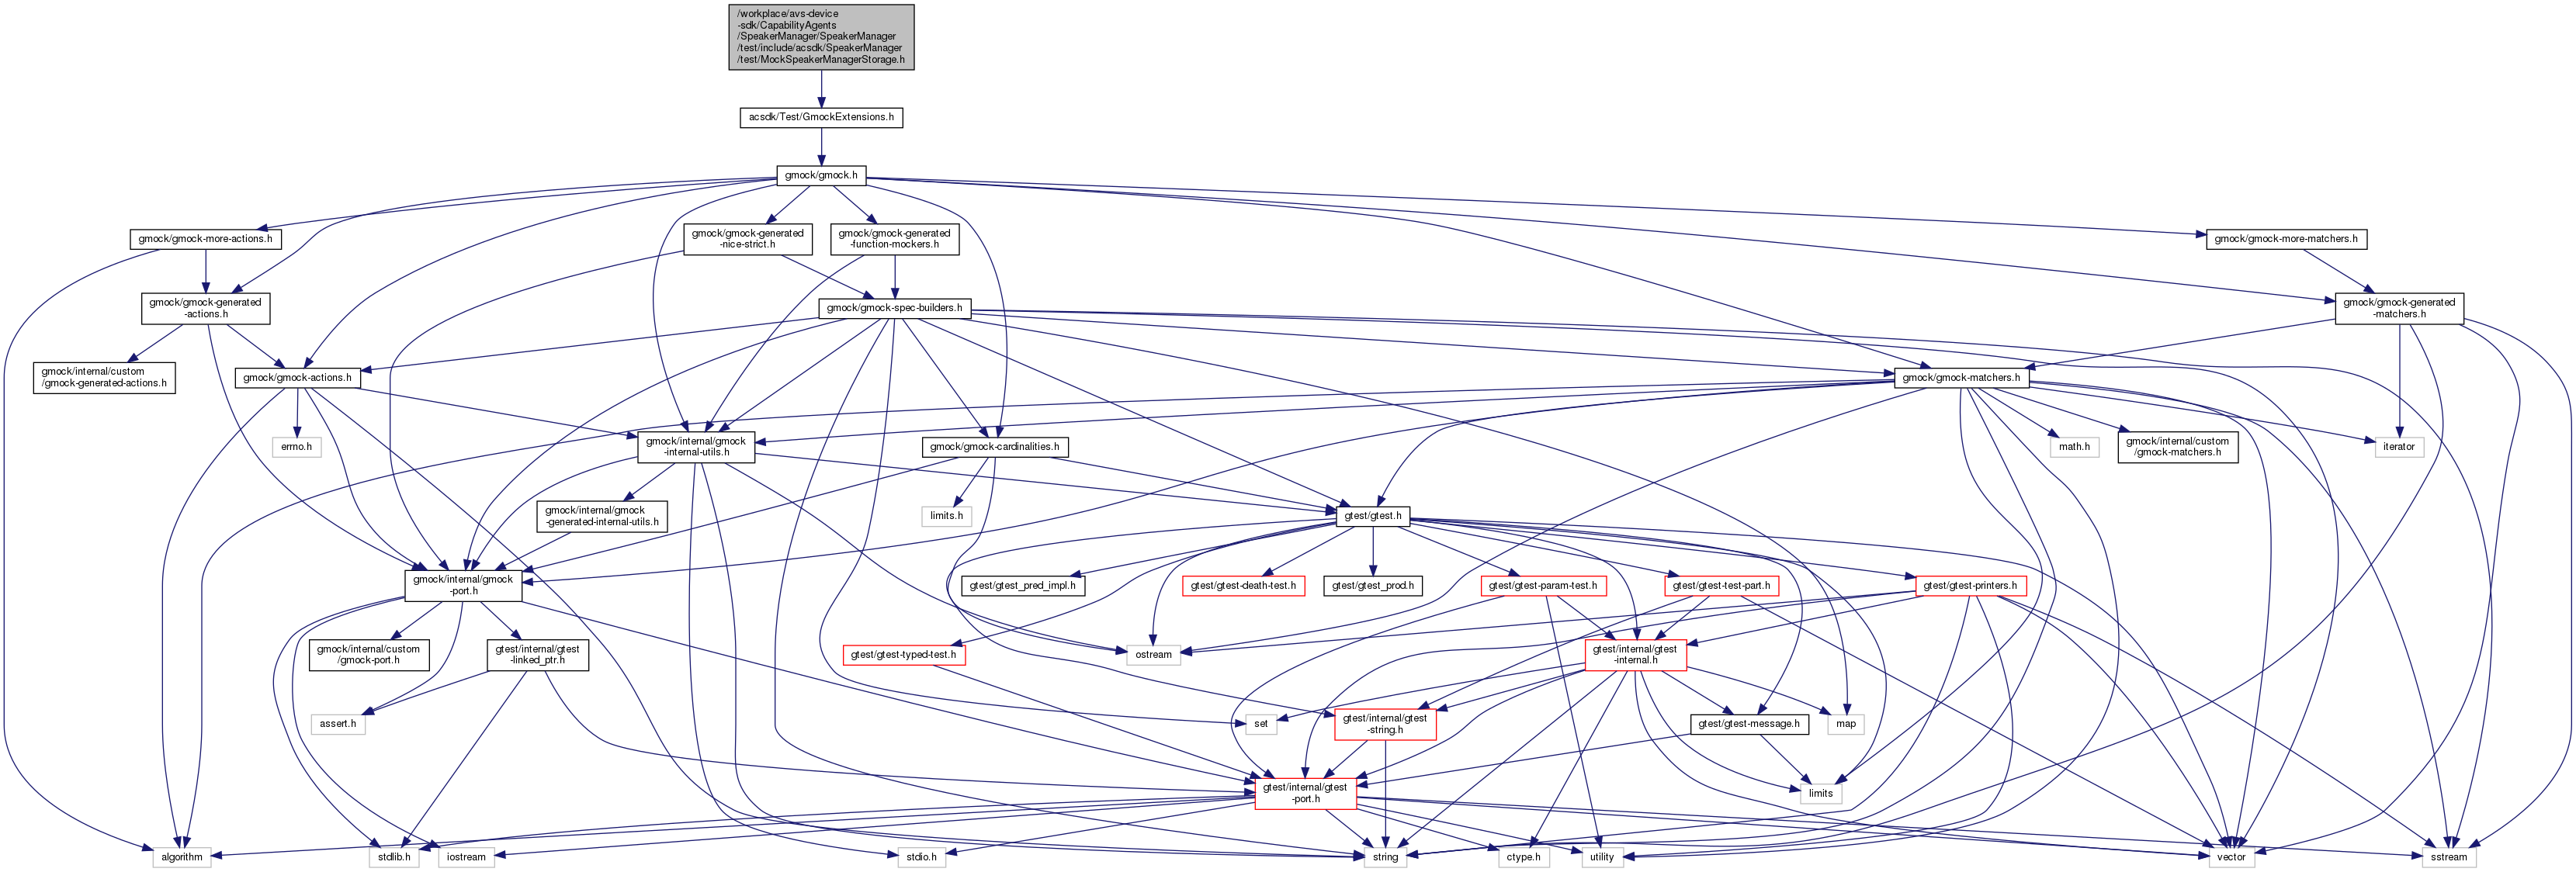 /workplace/avs-device
-sdk/CapabilityAgents
/SpeakerManager/SpeakerManager
/test/include/acsdk/SpeakerManager
/test/MockSpeakerManagerStorage.h
acsdk/Test/GmockExtensions.h
gmock/gmock.h
gmock/gmock-more-actions.h
gmock/gmock-generated
-nice-strict.h
gmock/gmock-generated
-function-mockers.h
gmock/gmock-more-matchers.h
gmock/gmock-generated
-actions.h
gmock/gmock-spec-builders.h
gmock/gmock-generated
-matchers.h
gmock/internal/custom
/gmock-generated-actions.h
gmock/gmock-actions.h
gmock/gmock-matchers.h
errno.h
gmock/internal/gmock
-internal-utils.h
gmock/gmock-cardinalities.h
math.h
gmock/internal/custom
/gmock-matchers.h
iterator
gmock/internal/gmock
-generated-internal-utils.h
limits.h
gtest/gtest.h
gmock/internal/gmock
-port.h
gtest/gtest_pred_impl.h
gtest/gtest-death-test.h
gtest/gtest_prod.h
gtest/gtest-param-test.h
gtest/gtest-test-part.h
gtest/gtest-printers.h
gmock/internal/custom
/gmock-port.h
gtest/internal/gtest
-linked_ptr.h
gtest/gtest-typed-test.h
ostream
gtest/internal/gtest
-internal.h
assert.h
set
gtest/internal/gtest
-string.h
gtest/gtest-message.h
map
gtest/internal/gtest
-port.h
limits
algorithm
stdlib.h
iostream
stdio.h
string
ctype.h
utility
vector
sstream